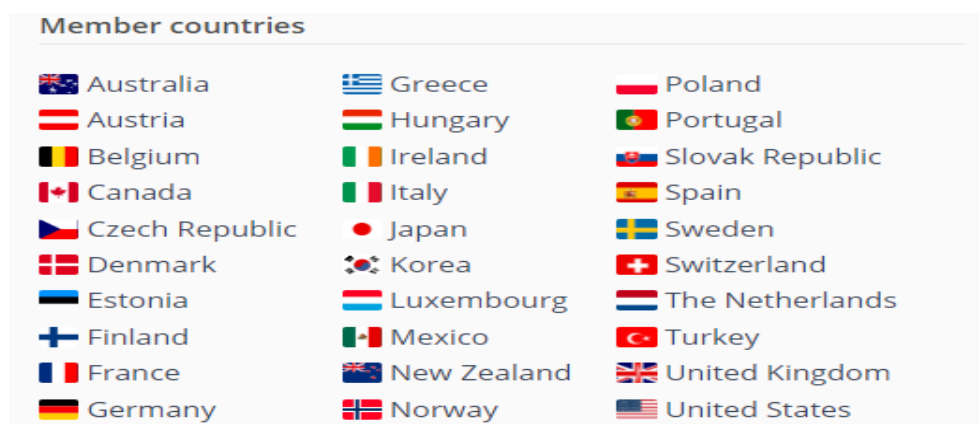 Member countries
Australia
Austria
Belgium
Canada
Czech Republic
Denmark
Estonia
Finland
France
Germany
Greece
Hungary
Ireland
Italy
Japan
Korea
Luxembourg
Mexico
New Zealand
Norway
Poland
Portugal
Slovak Republic
Spain
Sweden
Switzerland
The Netherlands
Turkey
United Kingdom
United States